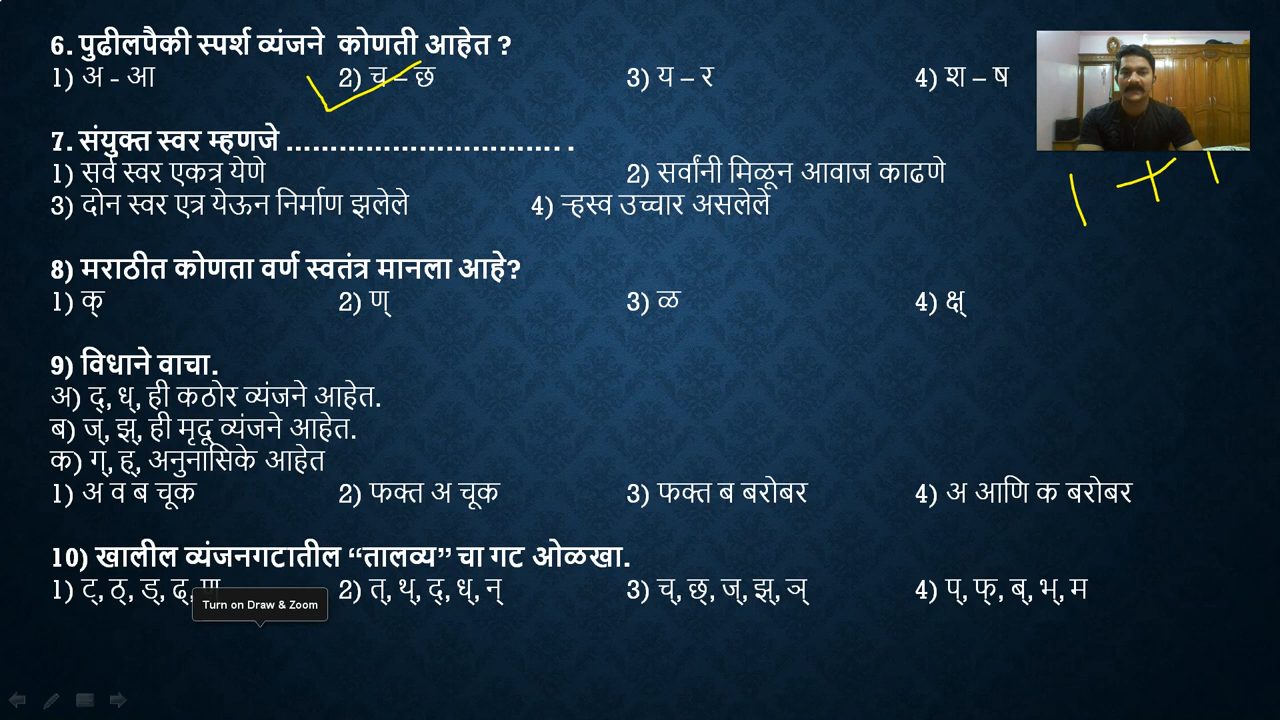 6. पुढीलपैकी स्पर्श व्यंजने कोणती आहेत ?
1) अ - आ 2) च – छ 3) य – र 4) श – ष
7. संयुक्त स्वर म्हणजे ................................
1) सर्व स्वर एकत्र येणे 2) सर्वांनी मिळून आवाज काढणे
3) दोन स्वर एत्र येऊन निर्माण झालेले 4) ऱ्हस्व उच्चार असलेले
8) मराठीत कोणता वर्ण स्वतंत्र मानला आहे?
1) क् 2) ण् 3) ळ 4) क्ष्
9) विधाने वाचा.
अ) द्, ध्, ही कठोर व्यंजने आहेत.
ब) ज्, झ्, ही मृदू व्यंजने आहेत.
क) ग्, ह्, अनुनासिके आहेत
1) अ व ब चूक 2) फक्त अ चूक 3) फक्त ब बरोबर 4) अ आणि क बरोबर
10) खालील व्यंजनगटातील “तालव्य” चा गट ओळखा.
1) ट्, ठ्, ड्, ढ्, ण् 2) त्, थ्, द्, ध्, न् 3) च्, छ्, ज्, झ्, ञ् 4) प्, फ्, ब्, भ्, म
Turn on Draw & Zoom
1 + 1